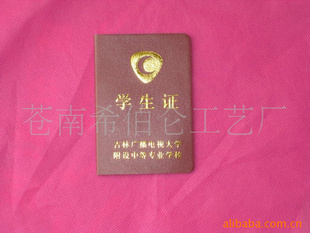 学生证
苍南希伯仑工艺厂
吉林广播电视大学
附设中等专业学校
alibaba.com.cn